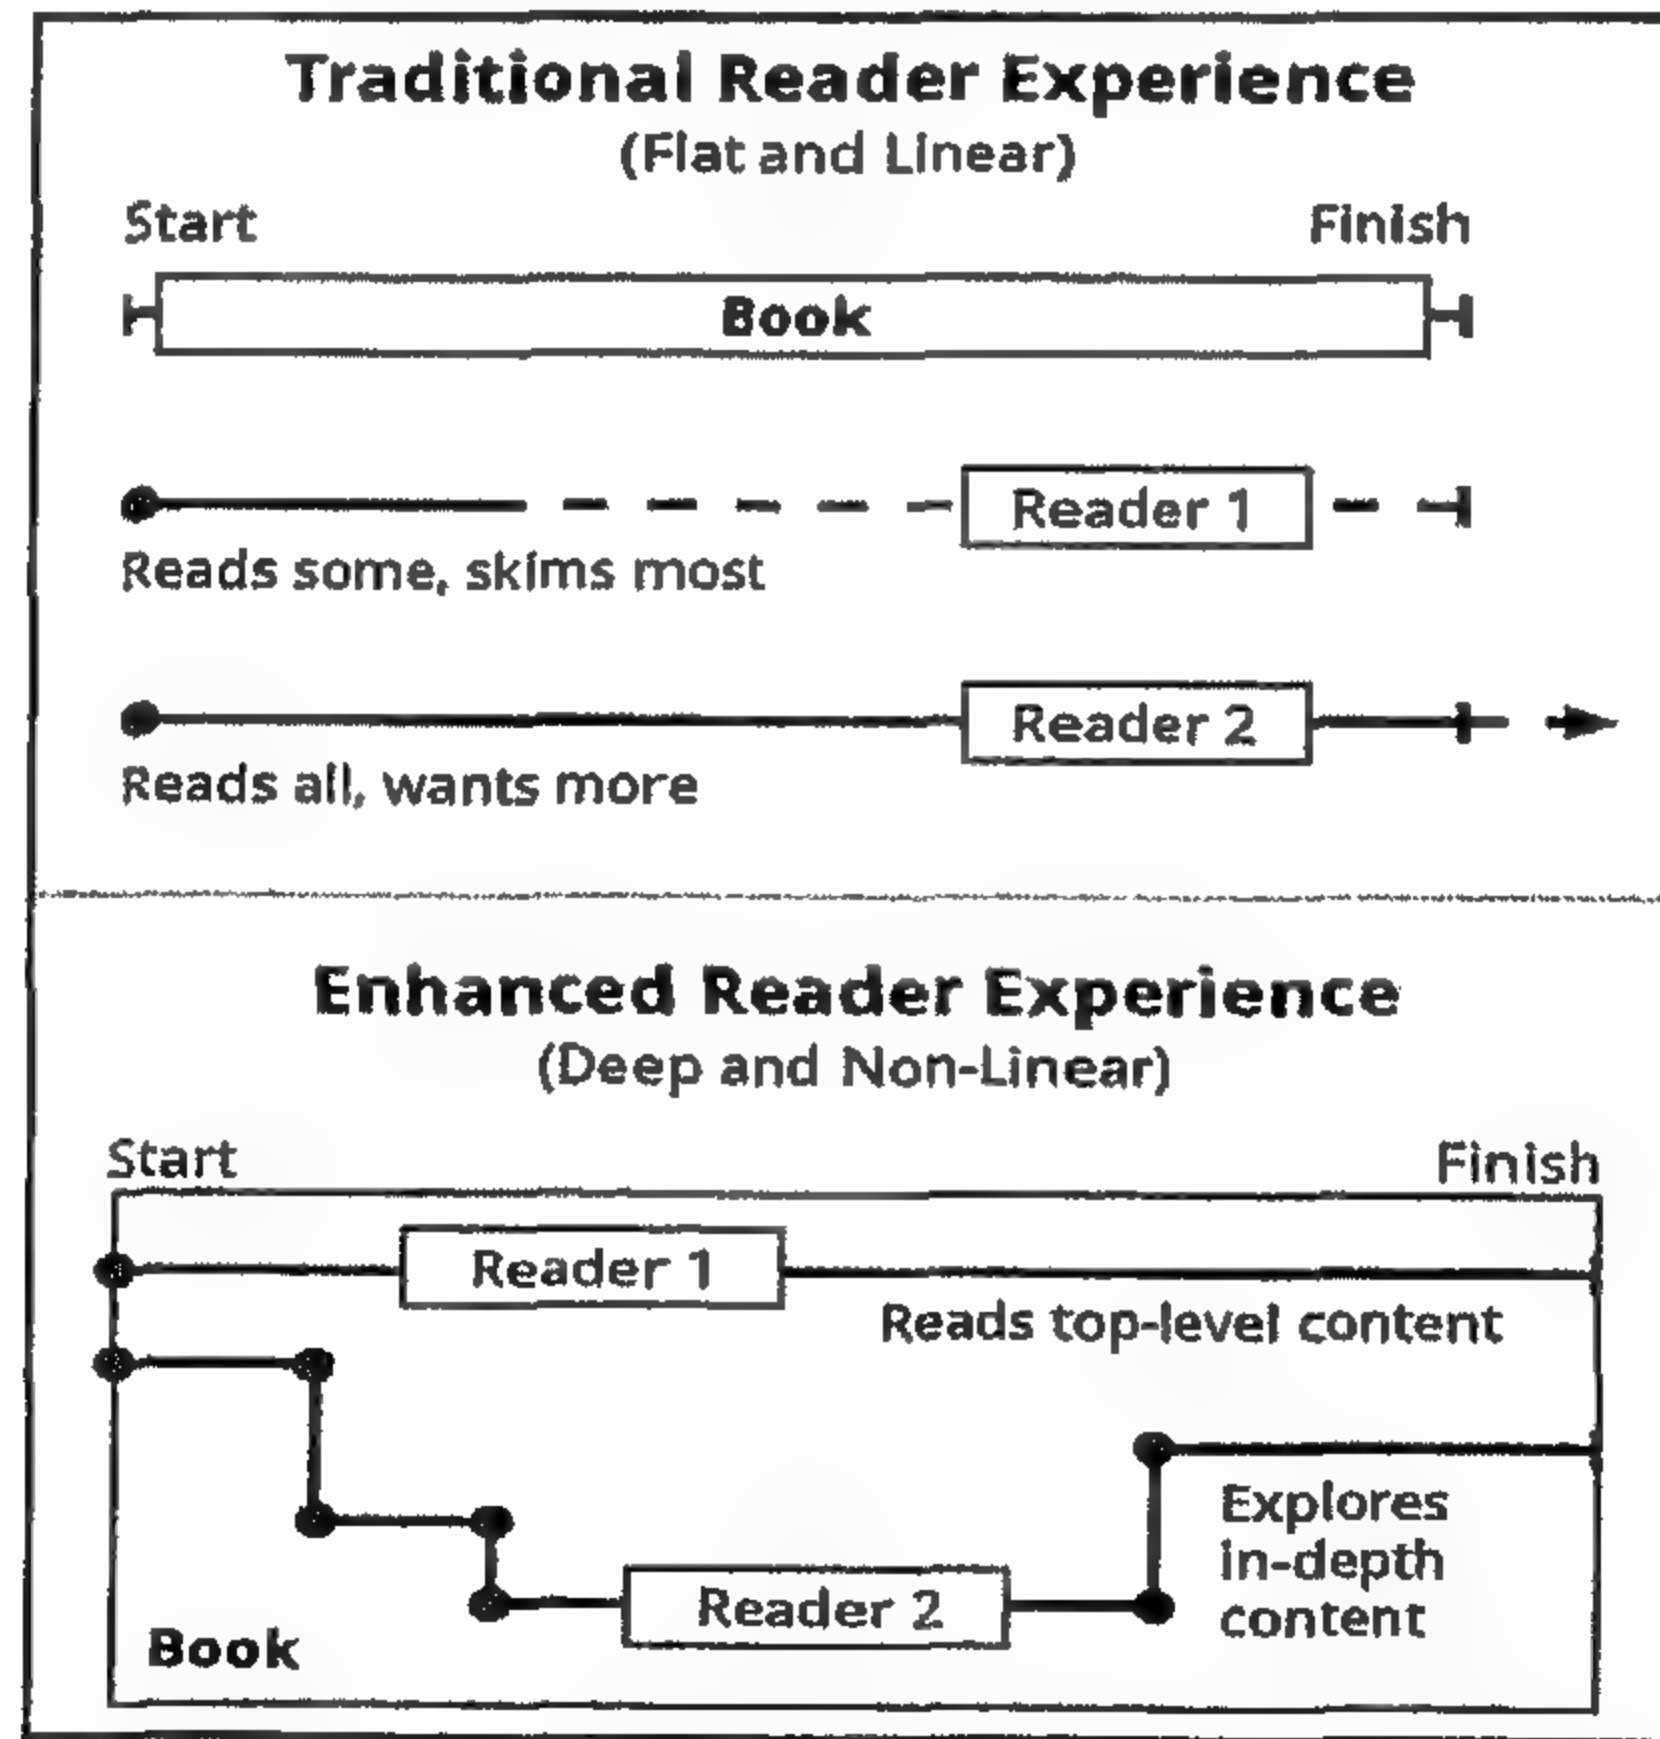 Traditional Reader Experience
(Flat and Linear)
Start
Finish
Book
Reader 1
Reads some, skims most
Reader 2
Reads all, wants more
Enhanced Reader Experience
(Deep and Non-Linear)
Start
Finish
Reader 1
Reads top-level content
Explores
in-depth
content
Reader 2
Book